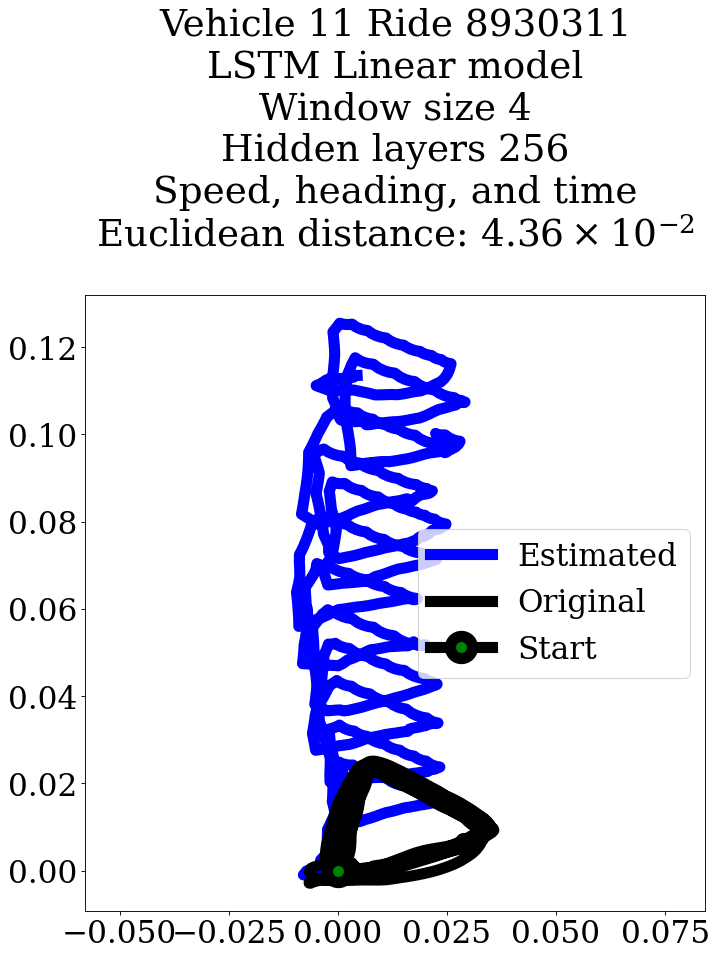 Vehicle 11 Ride 8930311
LSTM Linear model
Window size 4
Hidden layers 256
Speed, heading, and time
Euclidean distance: 4.36 × 10⁻²
0.12
0.10
0.08
0.06
0.04
0.02
0.00
Estimated
Original
Start
−0.050 −0.025 0.000 0.025 0.050 0.075